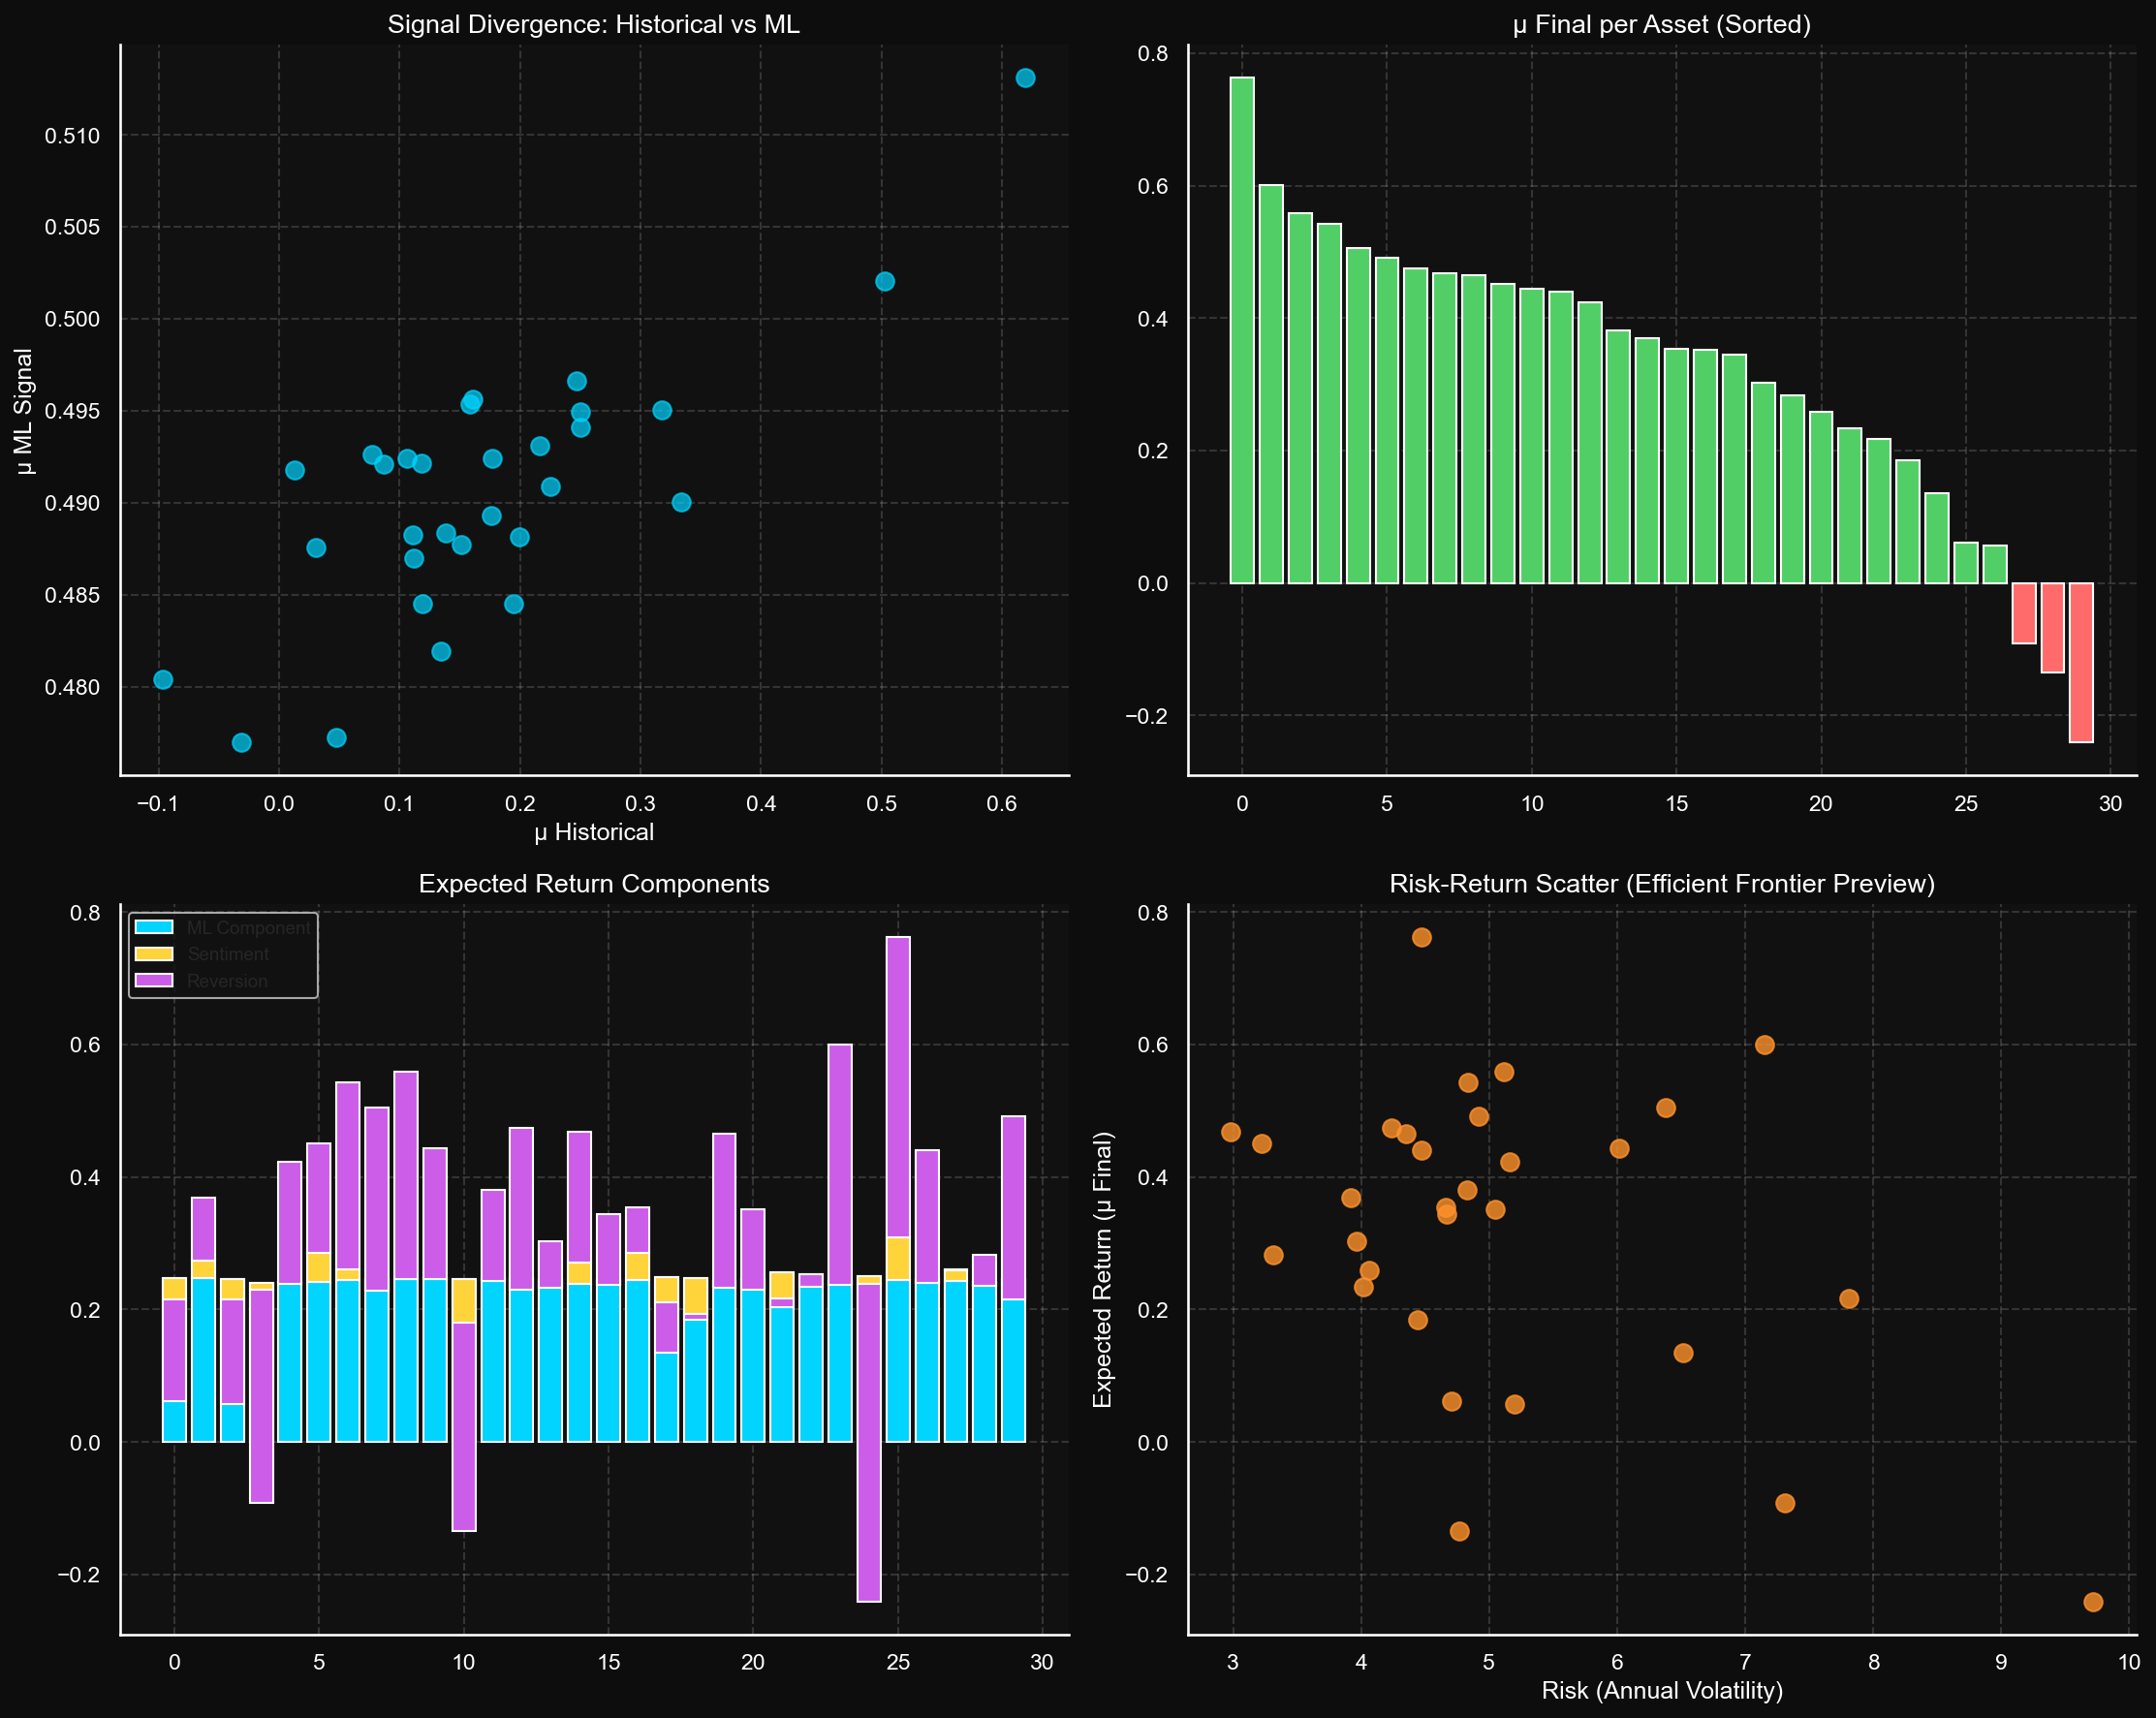 Signal Divergence: Historical vs ML
0.510
0.505
0.500
0.495
0.490
0.485
0.480
μ ML Signal
−0.1 0.0 0.1 0.2 0.3 0.4 0.5 0.6
μ Historical
μ Final per Asset (Sorted)
0.8
0.6
0.4
0.2
0.0
−0.2
0 5 10 15 20 25 30
Expected Return Components
ML Component
Sentiment
Reversion
0.8
0.6
0.4
0.2
0.0
−0.2
0 5 10 15 20 25 30
Risk-Return Scatter (Efficient Frontier Preview)
0.8
0.6
0.4
0.2
0.0
−0.2
Expected Return (μ Final)
3 4 5 6 7 8 9 10
Risk (Annual Volatility)